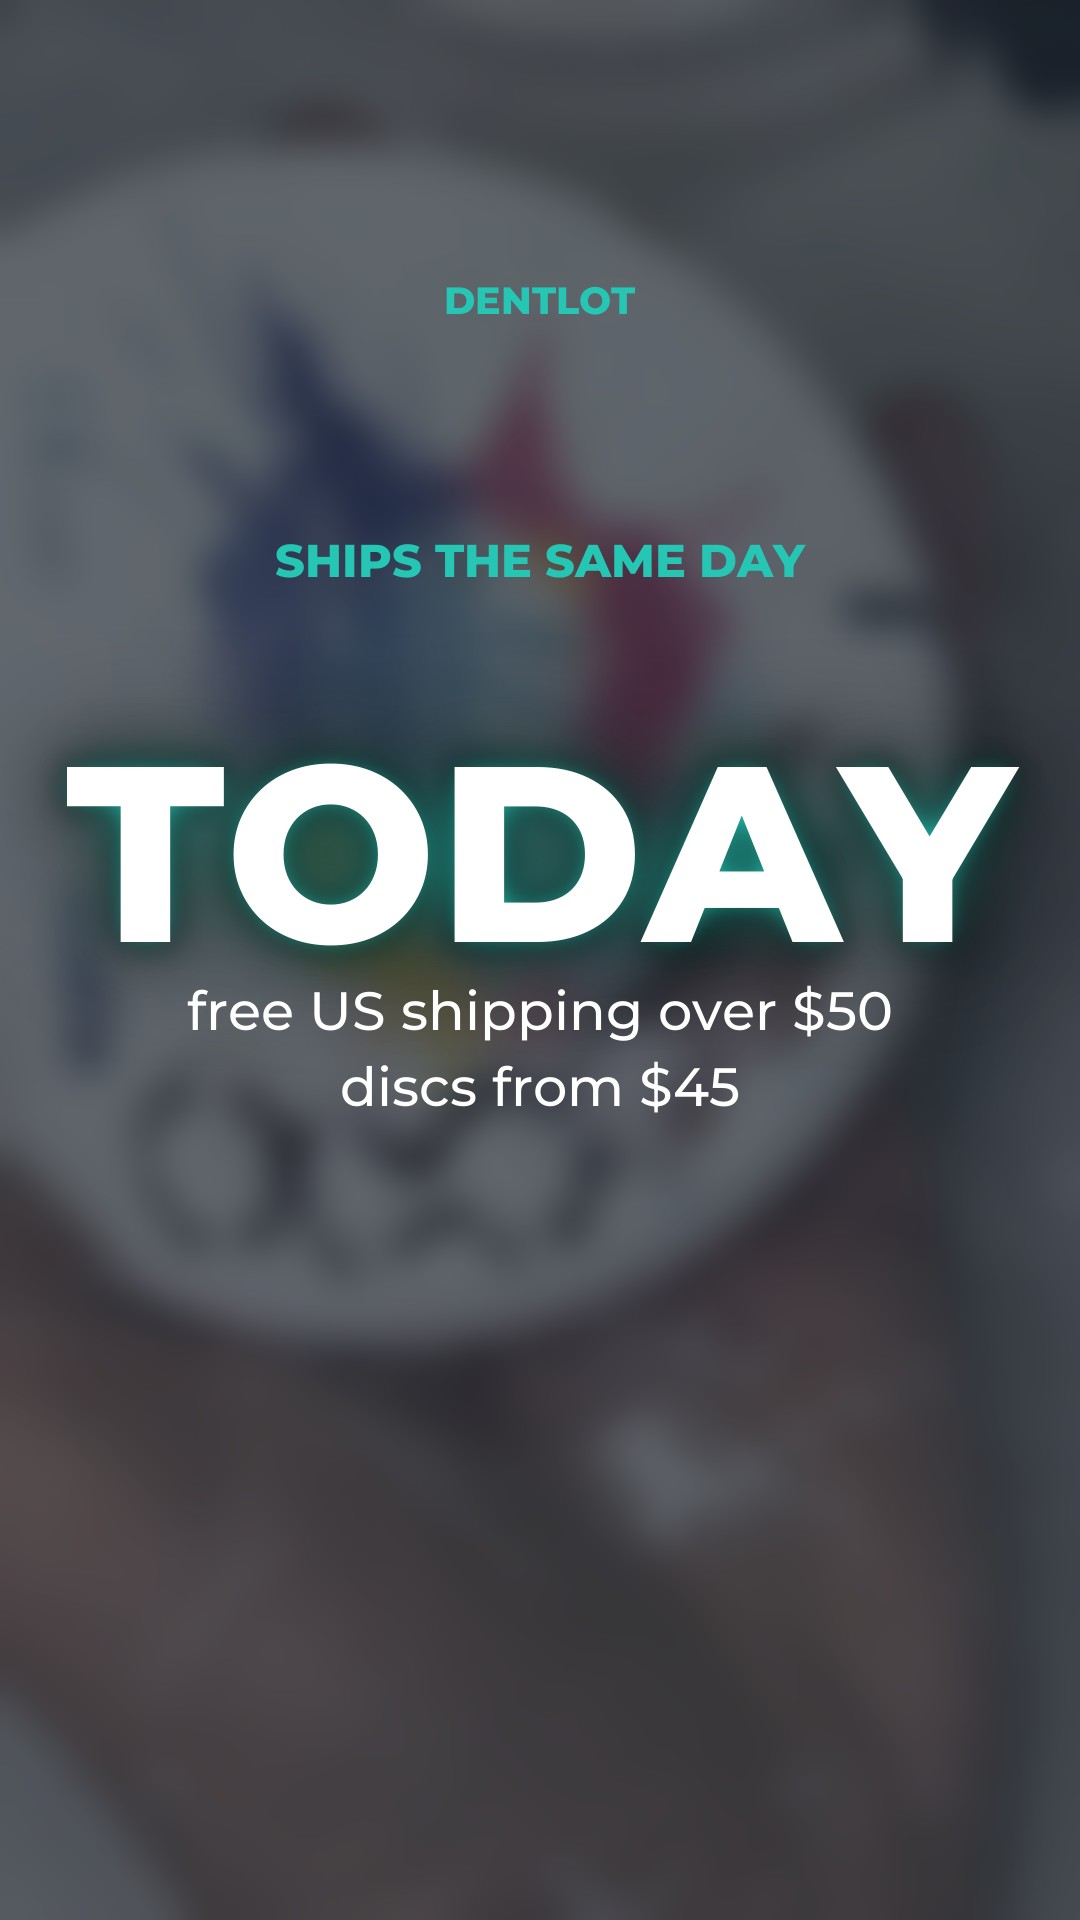 DENTLOT
SHIPS THE SAME DAY
TODAY
free US shipping over $50
discs from $45